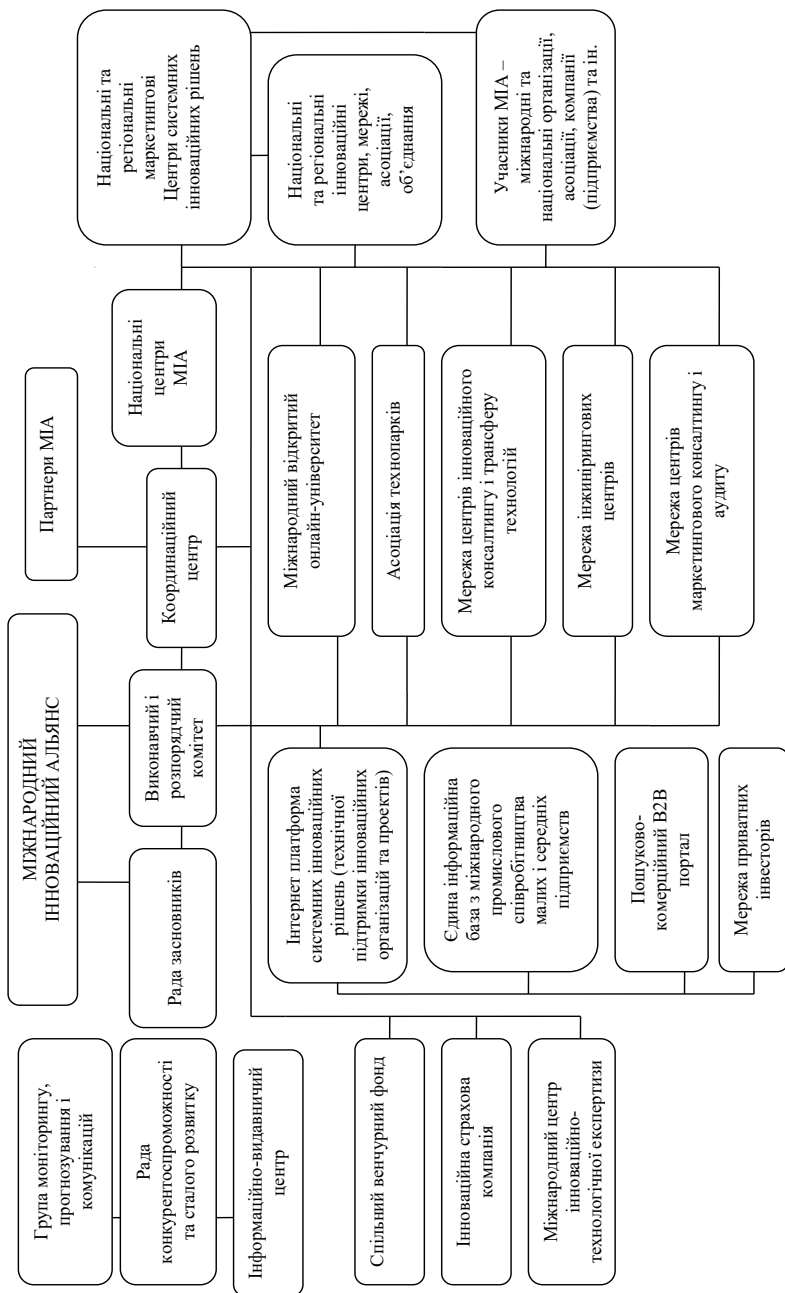 МІЖНАРОДНИЙ
ІННОВАЦІЙНИЙ АЛЬЯНС
Партнери МІА
Група моніторингу,
прогнозування і
комунікацій
Рада
конкурентоспроможності
та сталого розвитку
Інформаційно-видавничий
центр
Рада засновників
Виконавчий і
розпорядчий
комітет
Координаційний
центр
Національні
центри
МІА
Національні та
регіональні
маркетингові
Центри системних
інноваційних рішень
Спільний венчурний фонд
Інноваційна страхова
компанія
Міжнародний центр
інноваційно-
технологічної експертизи
Інтернет платформа
системних інноваційних
рішень (технічної
підтримки інноваційних
організацій та проектів)
Єдина інформаційна
база з міжнародного
промислового
співробітництва
малих і середніх
підприємств
Пошуково-
комерційний B2B
портал
Мережа приватних
інвесторів
Міжнародний відкритий
онлайн-університет
Асоціація технопарків
Мережа центрів інноваційного
консалтингу і трансферу
технологій
Мережа інжинірингових
центрів
Мережа центрів
маркетингового консалтингу і
аудиту
Національні
та регіональні
інноваційні
центри, мережі,
асоціації,
об’єднання
Учасники МІА –
міжнародні та
національні організації,
асоціації, компанії
(підприємства) та ін.